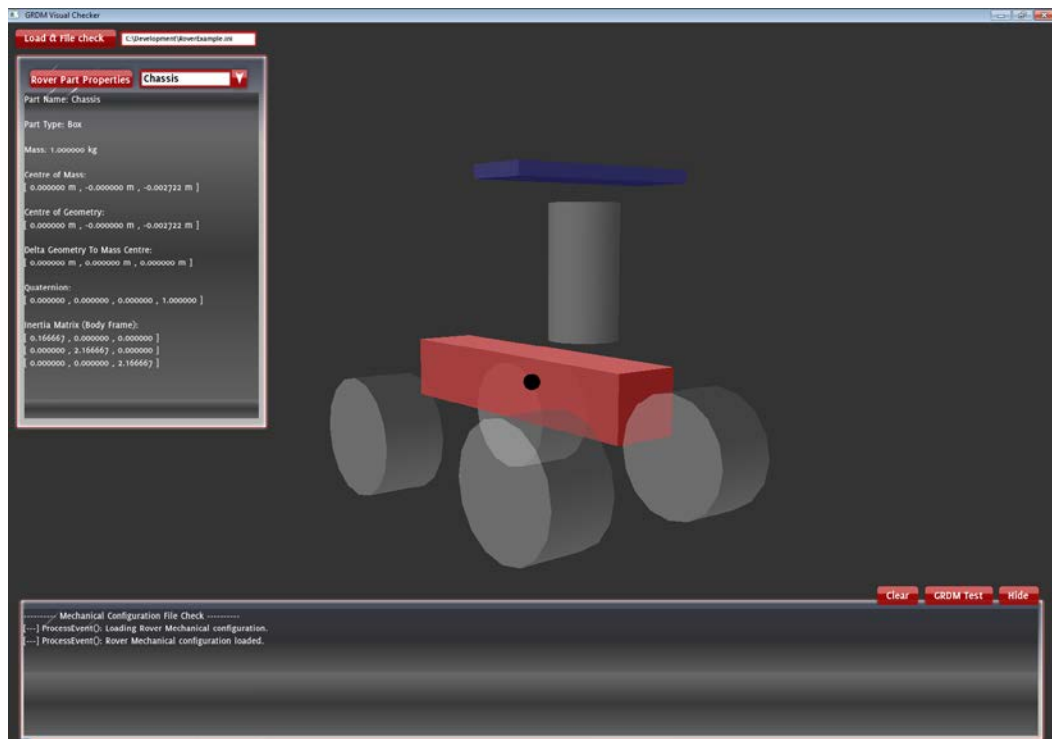 GRDM Visual Checker
Load & File check C:\Development\RoverExample.ini
Rover Part Properties Chassis
Part Name: Chassis
Part Type: Box
Mass: 1.000000 kg
Centre of Mass:
[ 0.000000 m , -0.000000 m , -0.002722 m ]
Centre of Geometry:
[ 0.000000 m , -0.000000 m , -0.002722 m ]
Delta Geometry To Mass Centre:
[ 0.000000 m , 0.000000 m , 0.000000 m ]
Quaternion:
[ 0.000000 , 0.000000 , 0.000000 , 1.000000 ]
Inertia Matrix (Body Frame):
[ 0.166667 , 0.000000 , 0.000000 ]
[ 0.000000 , 2.166667 , 0.000000 ]
[ 0.000000 , 0.000000 , 2.166667 ]
Clear GRDM Test Hide
---------- Mechanical Configuration File Check ----------
[---] ProcessEvent(): Loading Rover Mechanical configuration.
[---] ProcessEvent(): Rover Mechanical configuration loaded.